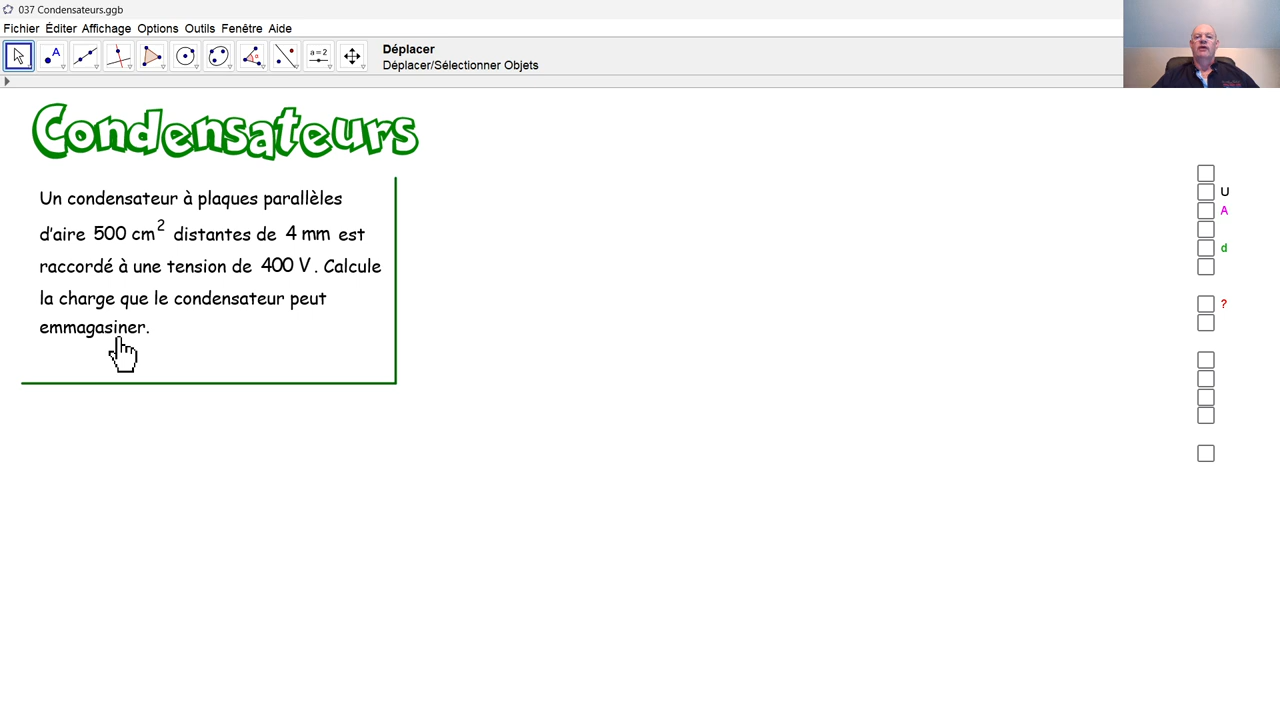 037 Condensateurs.ggb
Fichier Éditer Affichage Options Outils Fenêtre Aide
A
a=2
Déplacer
Déplacer/Sélectionner Objets
Condensateurs
Un condensateur à plaques parallèles
d'aire 500 cm² distantes de 4 mm est
raccordé à une tension de 400 V. Calcule
la charge que le condensateur peut
emmagasiner.
U
A
d
?